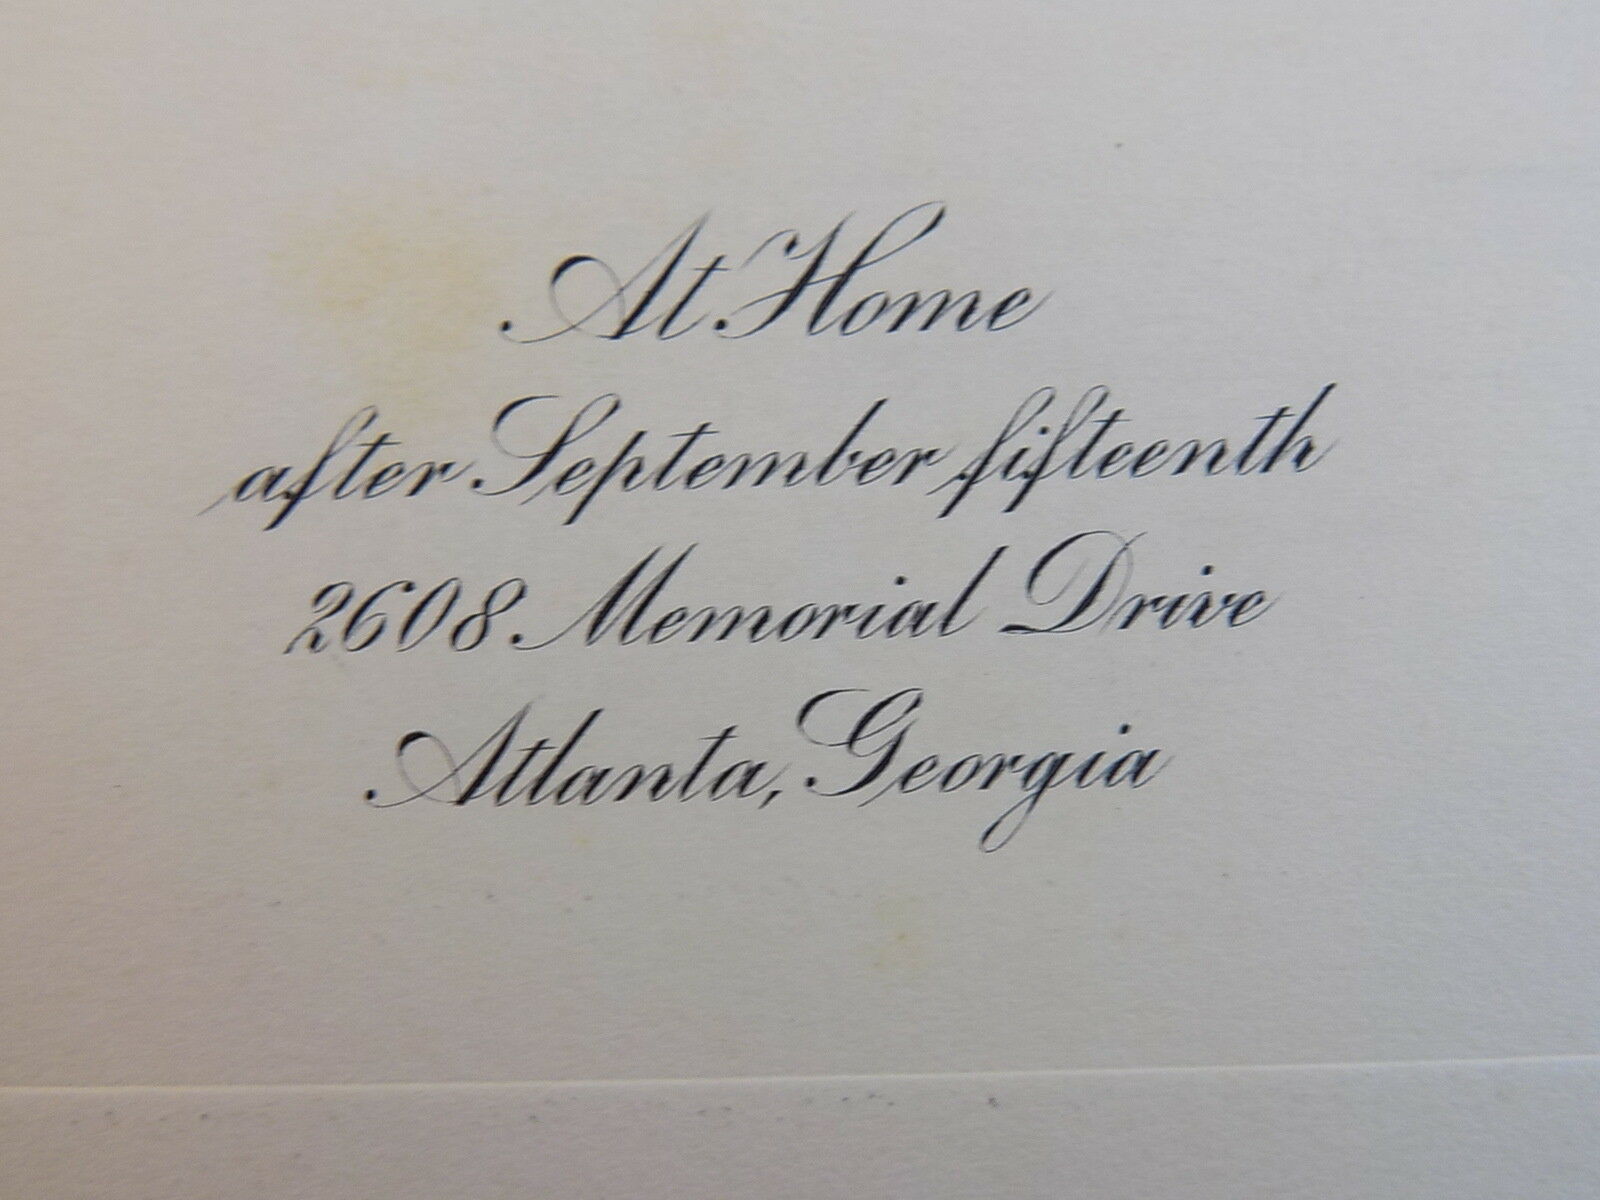 At Home
after September fifteenth
2608 Memorial Drive
Atlanta, Georgia